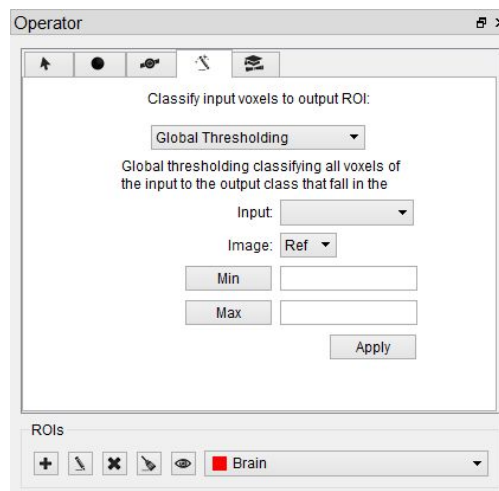 Operator
Classify input voxels to output ROI:
Global Thresholding
Global thresholding classifying all voxels of
the input to the output class that fall in the
Input:
Image: Ref
Min
Max
Apply
ROIs
Brain